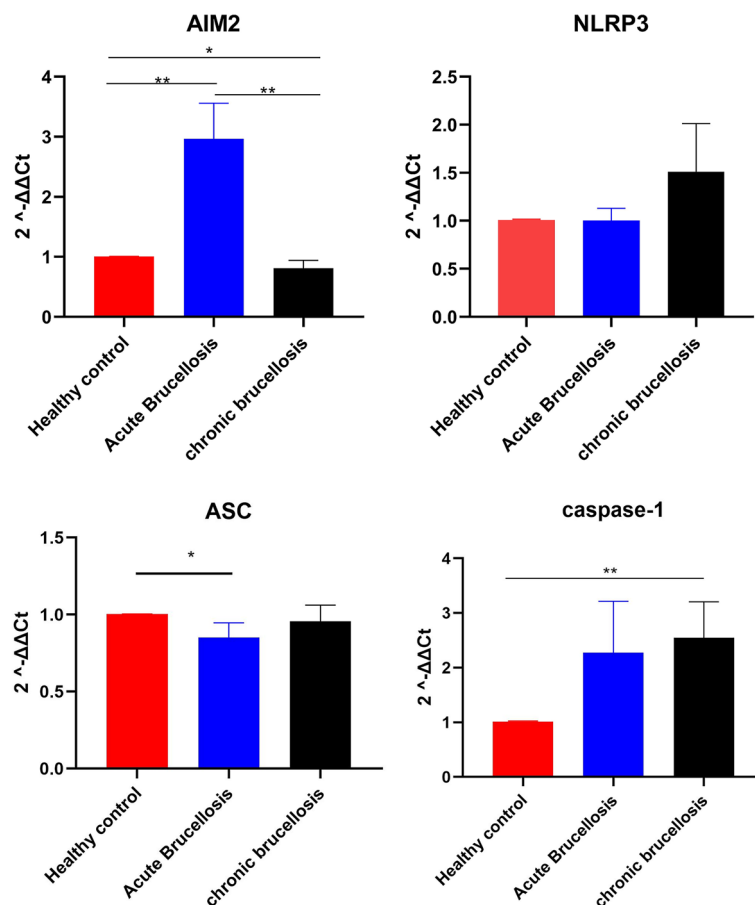 AIM2
*
**
**
4
3
2
1
0
2 ^-ΔΔCt
Healthy control
Acute Brucellosis
chronic brucellosis
NLRP3
2.5
2.0
1.5
1.0
0.5
0.0
2 ^-ΔΔCt
Healthy control
Acute Brucellosis
chronic brucellosis
ASC
*
1.5
1.0
0.5
0.0
2 ^-ΔΔCt
Healthy control
Acute Brucellosis
chronic brucellosis
caspase-1
**
4
3
2
1
0
2 ^-ΔΔCt
Healthy control
Acute Brucellosis
chronic brucellosis